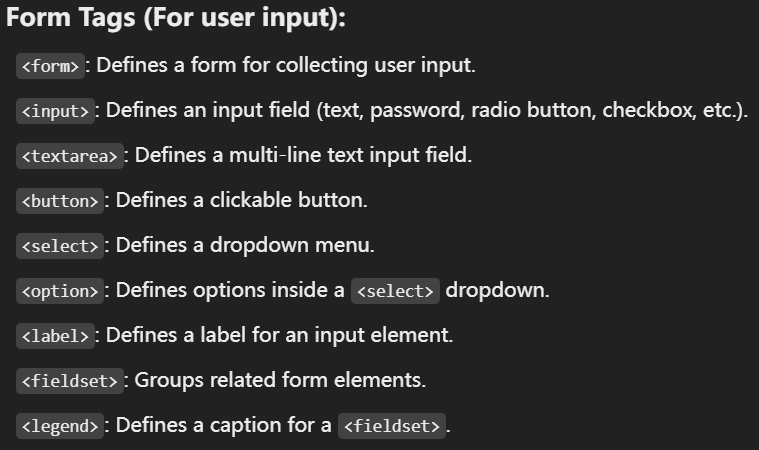 Form Tags (For user input):
<form>: Defines a form for collecting user input.
<input>: Defines an input field (text, password, radio button, checkbox, etc.).
<textarea>: Defines a multi-line text input field.
<button>: Defines a clickable button.
<select>: Defines a dropdown menu.
<option>: Defines options inside a <select> dropdown.
<label>: Defines a label for an input element.
<fieldset>: Groups related form elements.
<legend>: Defines a caption for a <fieldset>.